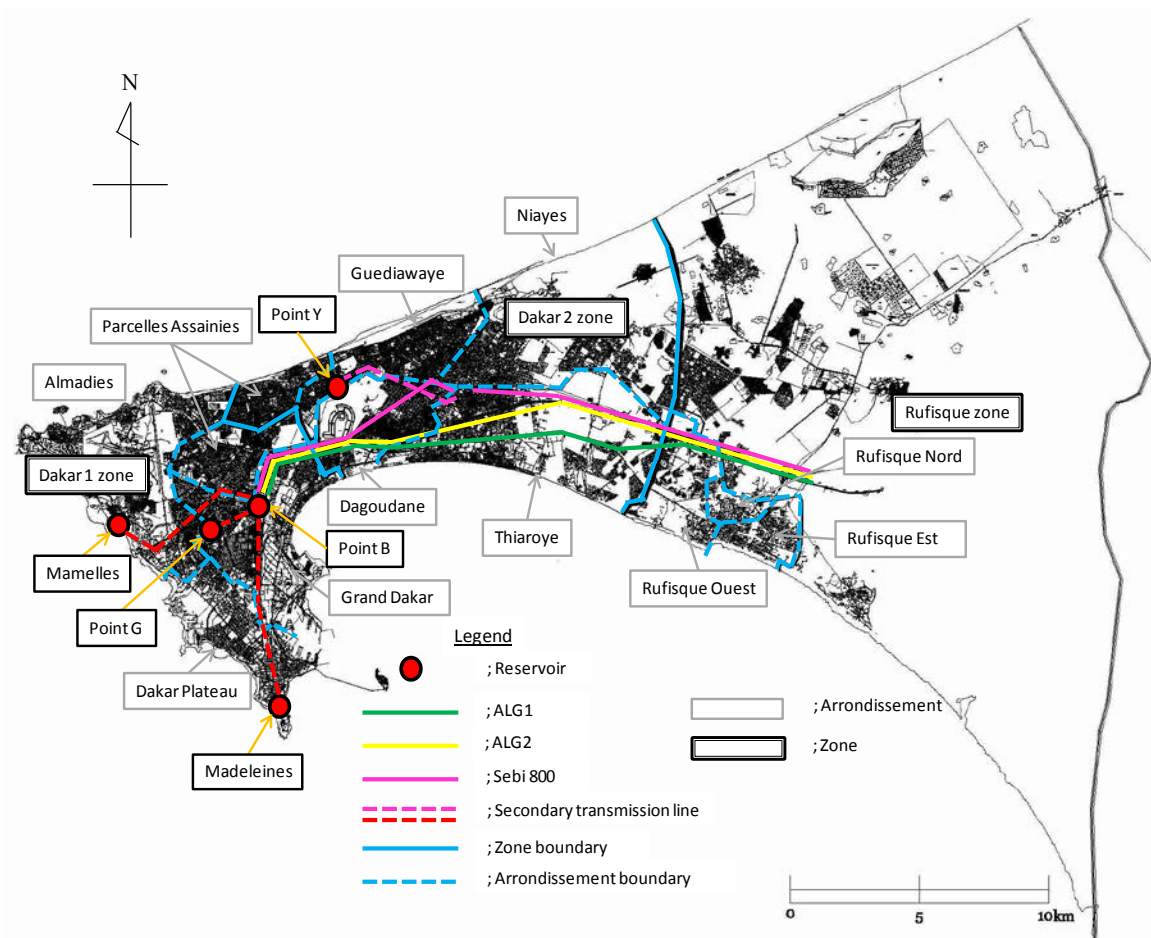 N
Niayes
Guediawaye
Point Y
Dakar 2 zone
Parcelles Assainies
Almadies
Rufisque zone
Dakar 1 zone
Rufisque Nord
Dagoudane
Thiaroye
Point B
Rufisque Est
Mamelles
Rufisque Ouest
Grand Dakar
Point G
Legend
Dakar Plateau
; Reservoir
; ALG1
; Arrondissement
; ALG2
; Zone
Madeleines
; Sebi 800
; Secondary transmission line
; Zone boundary
; Arrondissement boundary
0 5 10km